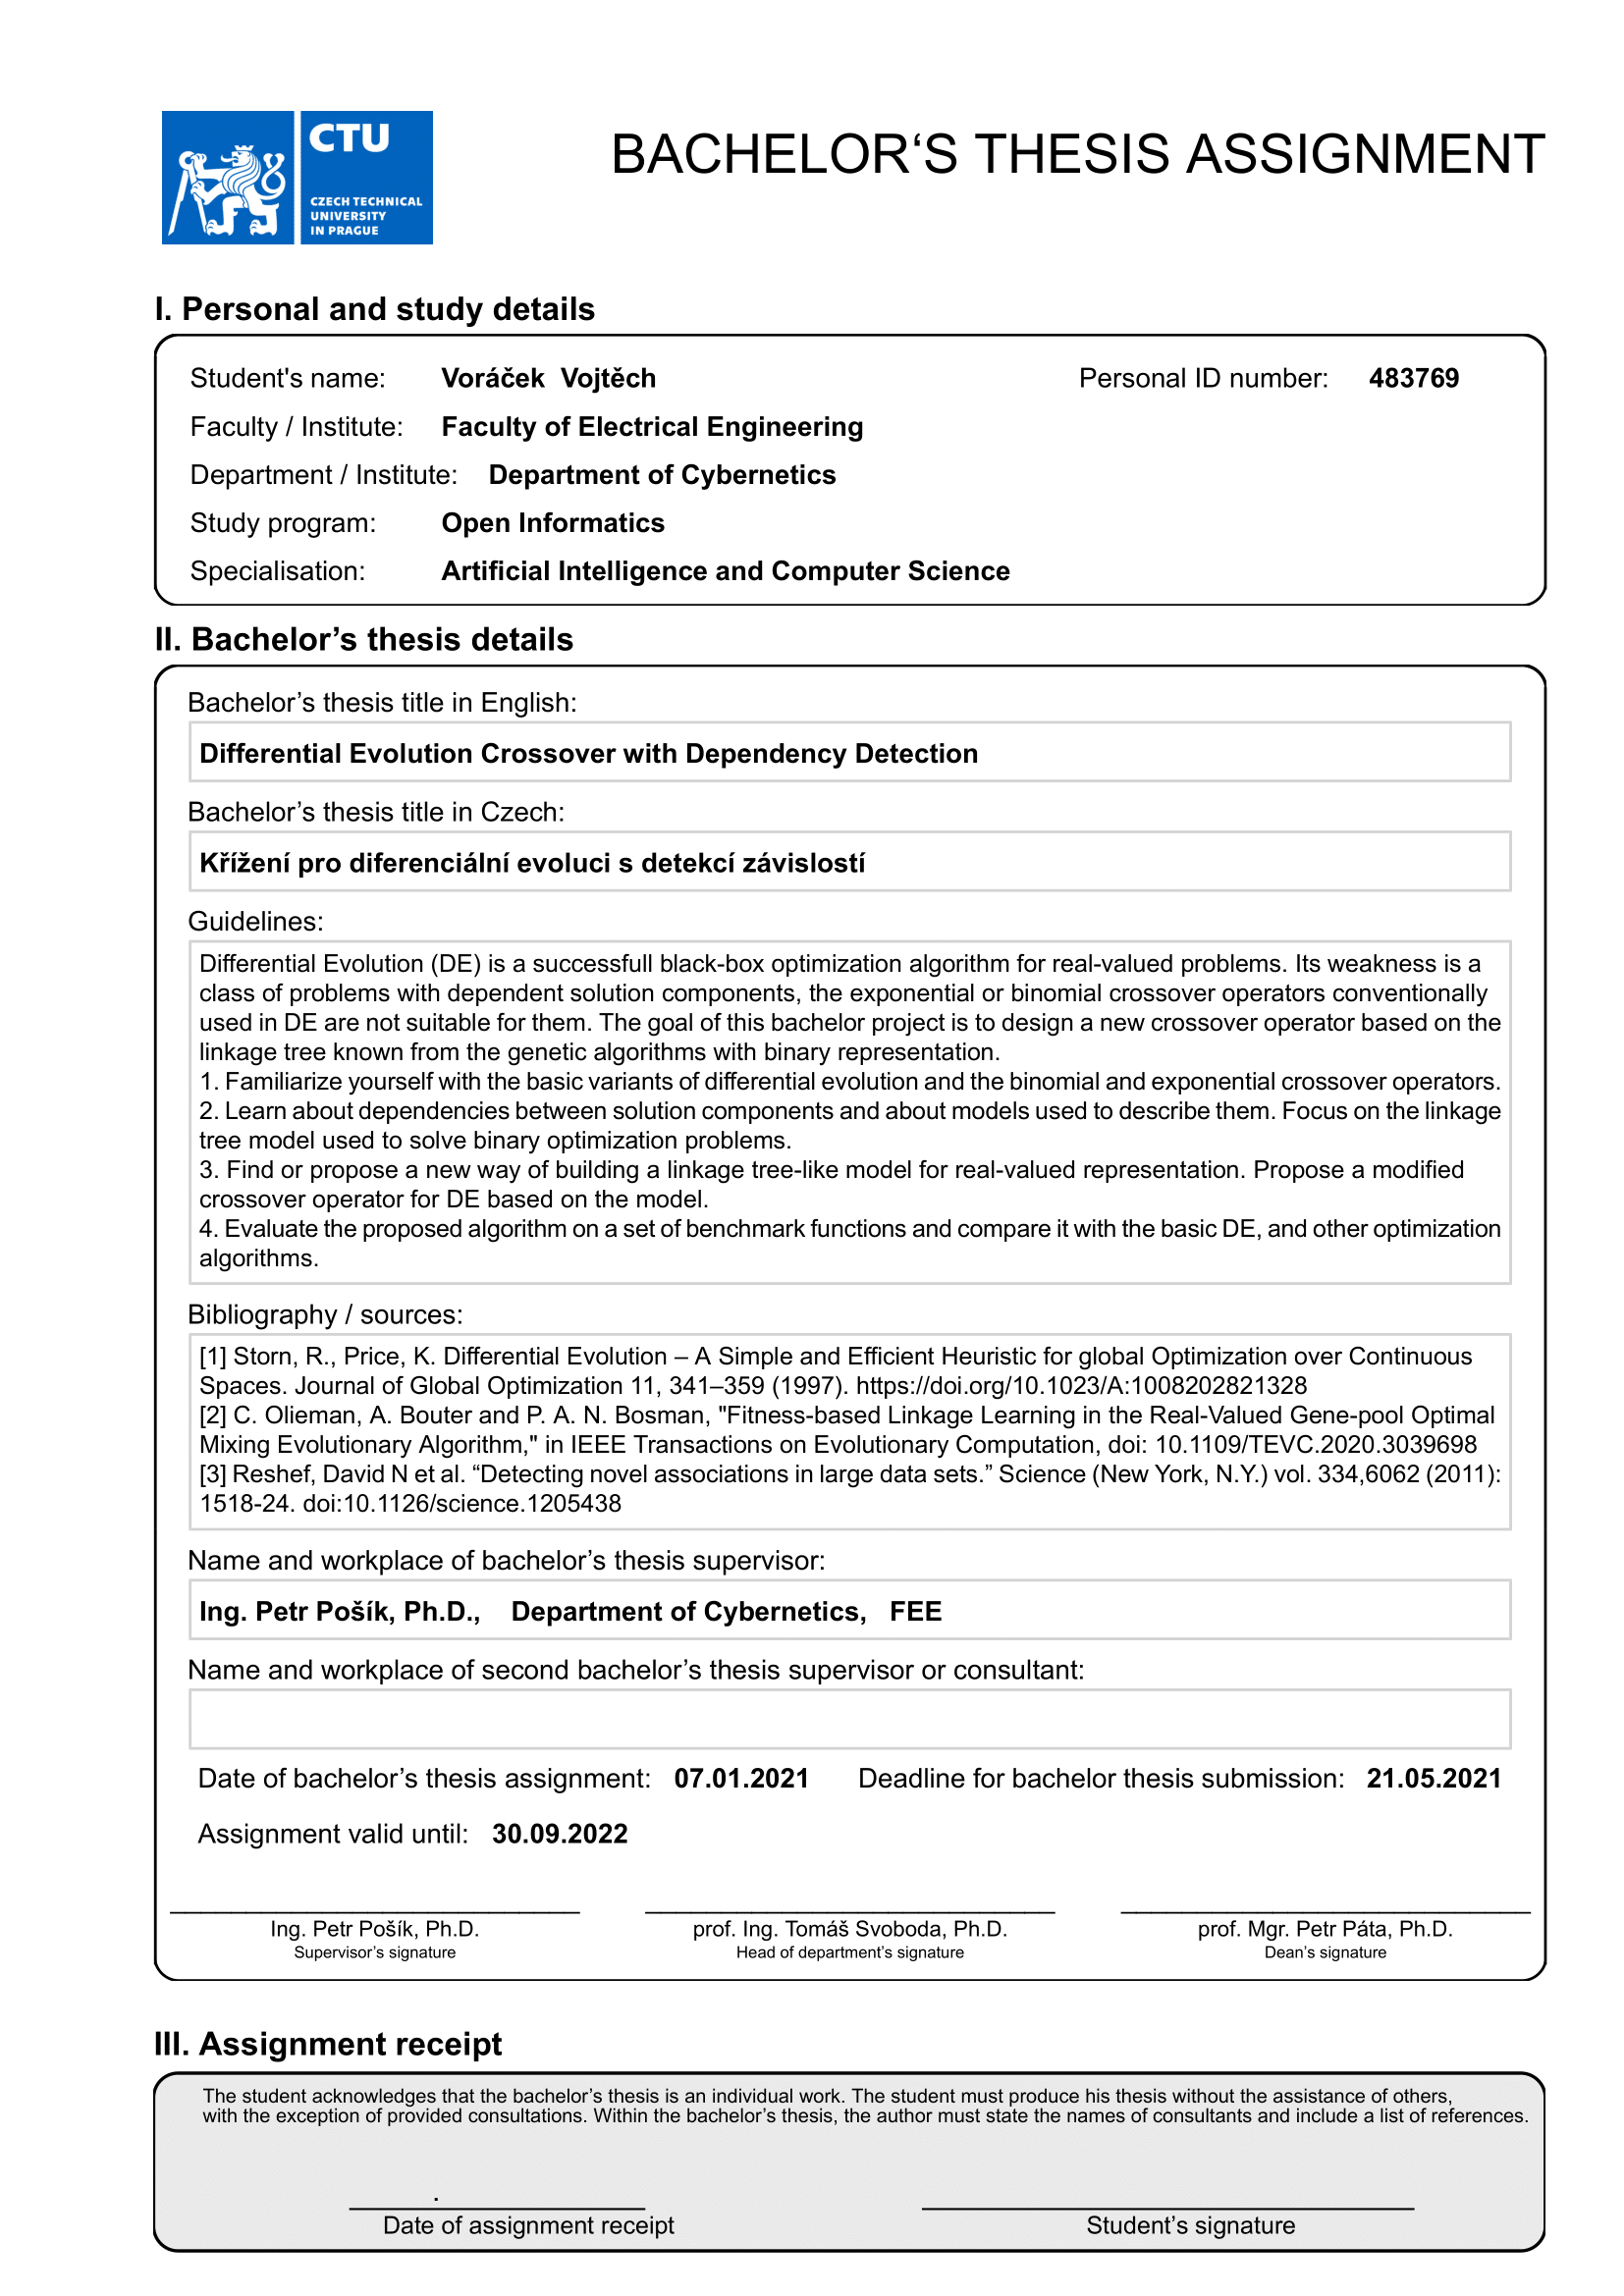 CTU
CZECH TECHNICAL
UNIVERSITY
IN PRAGUE
BACHELOR‘S THESIS ASSIGNMENT
I. Personal and study details
Student's name: Voráček Vojtěch Personal ID number: 483769
Faculty / Institute: Faculty of Electrical Engineering
Department / Institute: Department of Cybernetics
Study program: Open Informatics
Specialisation: Artificial Intelligence and Computer Science
II. Bachelor’s thesis details
Bachelor’s thesis title in English:
Differential Evolution Crossover with Dependency Detection
Bachelor’s thesis title in Czech:
Křížení pro diferenciální evoluci s detekcí závislostí
Guidelines:
Differential Evolution (DE) is a successfull black-box optimization algorithm for real-valued problems. Its weakness is a
class of problems with dependent solution components, the exponential or binomial crossover operators conventionally
used in DE are not suitable for them. The goal of this bachelor project is to design a new crossover operator based on the
linkage tree known from the genetic algorithms with binary representation.
1. Familiarize yourself with the basic variants of differential evolution and the binomial and exponential crossover operators.
2. Learn about dependencies between solution components and about models used to describe them. Focus on the linkage
tree model used to solve binary optimization problems.
3. Find or propose a new way of building a linkage tree-like model for real-valued representation. Propose a modified
crossover operator for DE based on the model.
4. Evaluate the proposed algorithm on a set of benchmark functions and compare it with the basic DE, and other optimization
algorithms.
Bibliography / sources:
[1] Storn, R., Price, K. Differential Evolution – A Simple and Efficient Heuristic for global Optimization over Continuous
Spaces. Journal of Global Optimization 11, 341–359 (1997). https://doi.org/10.1023/A:1008202821328
[2] C. Olieman, A. Bouter and P. A. N. Bosman, "Fitness-based Linkage Learning in the Real-Valued Gene-pool Optimal
Mixing Evolutionary Algorithm," in IEEE Transactions on Evolutionary Computation, doi: 10.1109/TEVC.2020.3039698
[3] Reshef, David N et al. “Detecting novel associations in large data sets.” Science (New York, N.Y.) vol. 334,6062 (2011):
1518-24. doi:10.1126/science.1205438
Name and workplace of bachelor’s thesis supervisor:
Ing. Petr Pošík, Ph.D., Department of Cybernetics, FEE
Name and workplace of second bachelor’s thesis supervisor or consultant:
Date of bachelor’s thesis assignment: 07.01.2021 Deadline for bachelor thesis submission: 21.05.2021
Assignment valid until: 30.09.2022
Ing. Petr Pošík, Ph.D. prof. Ing. Tomáš Svoboda, Ph.D. prof. Mgr. Petr Páta, Ph.D.
Supervisor’s signature Head of department’s signature Dean’s signature
III. Assignment receipt
The student acknowledges that the bachelor’s thesis is an individual work. The student must produce his thesis without the assistance of others,
with the exception of provided consultations. Within the bachelor’s thesis, the author must state the names of consultants and include a list of references.
.
Date of assignment receipt Student’s signature